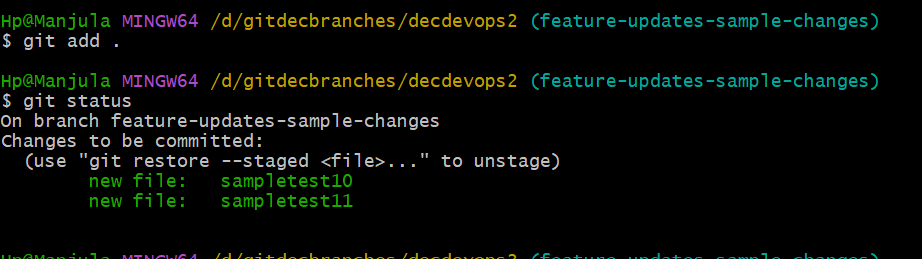 Hp@Manjula MINGW64 /d/gitdecbranches/decdevops2 (feature-updates-sample-changes)
$ git add .
Hp@Manjula MINGW64 /d/gitdecbranches/decdevops2 (feature-updates-sample-changes)
$ git status
On branch feature-updates-sample-changes
Changes to be committed:
  (use "git restore --staged <file>..." to unstage)
        new file:   sampletest10
        new file:   sampletest11
Hp@Manjula MINGW64 /d/gitdecbranches/decdevops2 (feature-updates-sample-changes)